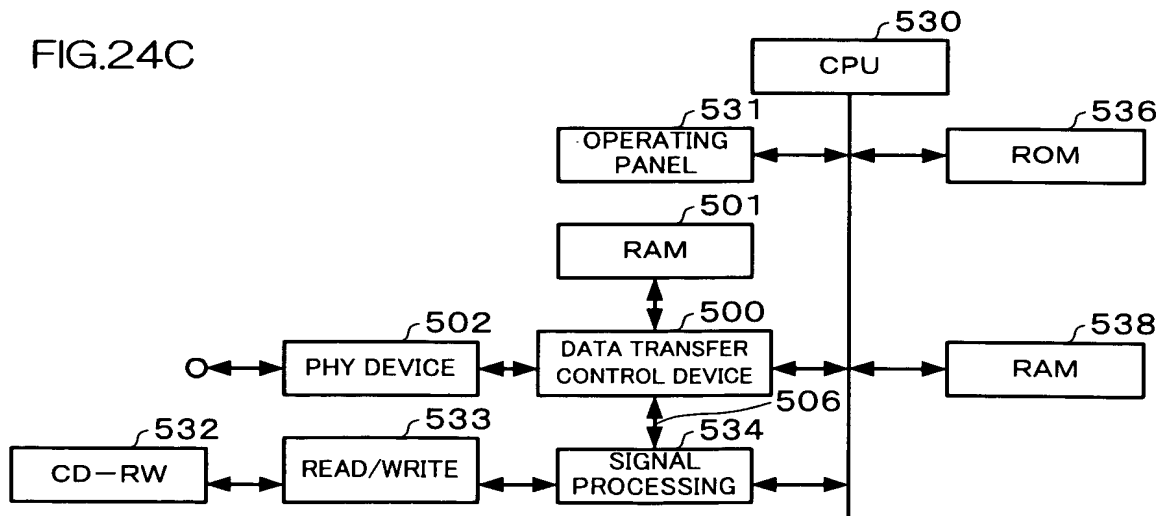 FIG.24C
530
CPU
531
OPERATING
PANEL
536
ROM
501
RAM
502
PHY DEVICE
500
DATA TRANSFER
CONTROL DEVICE
538
RAM
506
532
CD-RW
533
READ/WRITE
534
SIGNAL
PROCESSING